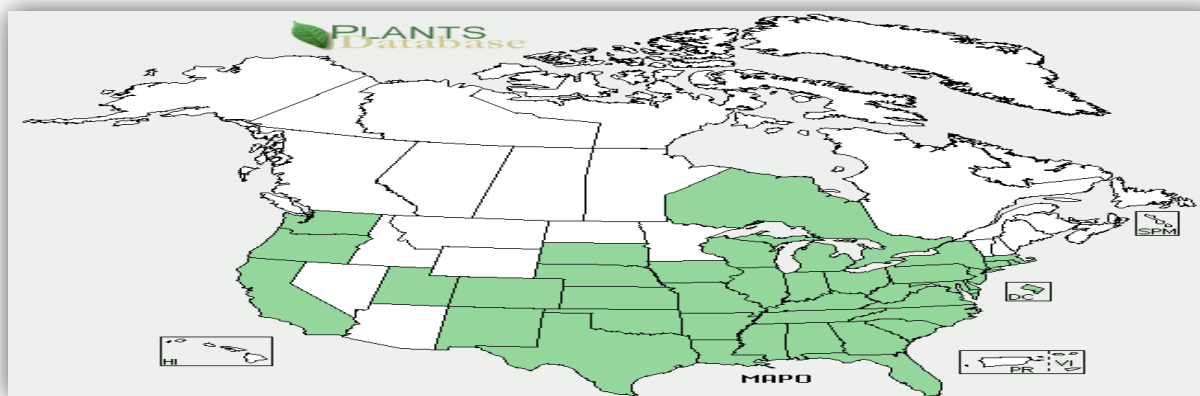 PLANTS
Database
SPM
DC
HI
PR
VI
MAPO